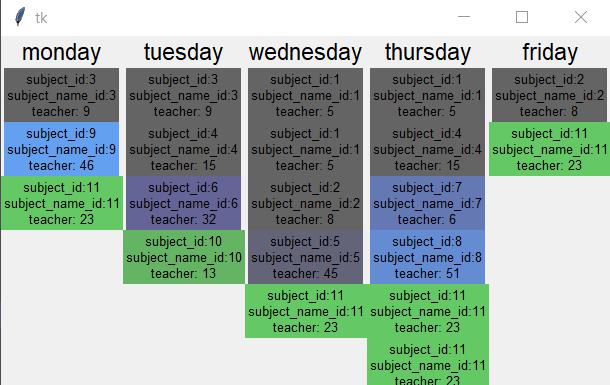 tk
monday
subject_id:3
subject_name_id:3
teacher: 9
subject_id:9
subject_name_id:9
teacher: 46
subject_id:11
subject_name_id:11
teacher: 23
tuesday
subject_id:3
subject_name_id:3
teacher: 9
subject_id:4
subject_name_id:4
teacher: 15
subject_id:6
subject_name_id:6
teacher: 32
subject_id:10
subject_name_id:10
teacher: 13
wednesday
subject_id:1
subject_name_id:1
teacher: 5
subject_id:1
subject_name_id:1
teacher: 5
subject_id:2
subject_name_id:2
teacher: 8
subject_id:5
subject_name_id:5
teacher: 45
subject_id:11
subject_name_id:11
teacher: 23
thursday
subject_id:1
subject_name_id:1
teacher: 5
subject_id:4
subject_name_id:4
teacher: 15
subject_id:7
subject_name_id:7
teacher: 6
subject_id:8
subject_name_id:8
teacher: 51
subject_id:11
subject_name_id:11
teacher: 23
subject_id:11
subject_name_id:11
teacher: 23
friday
subject_id:2
subject_name_id:2
teacher: 8
subject_id:11
subject_name_id:11
teacher: 23